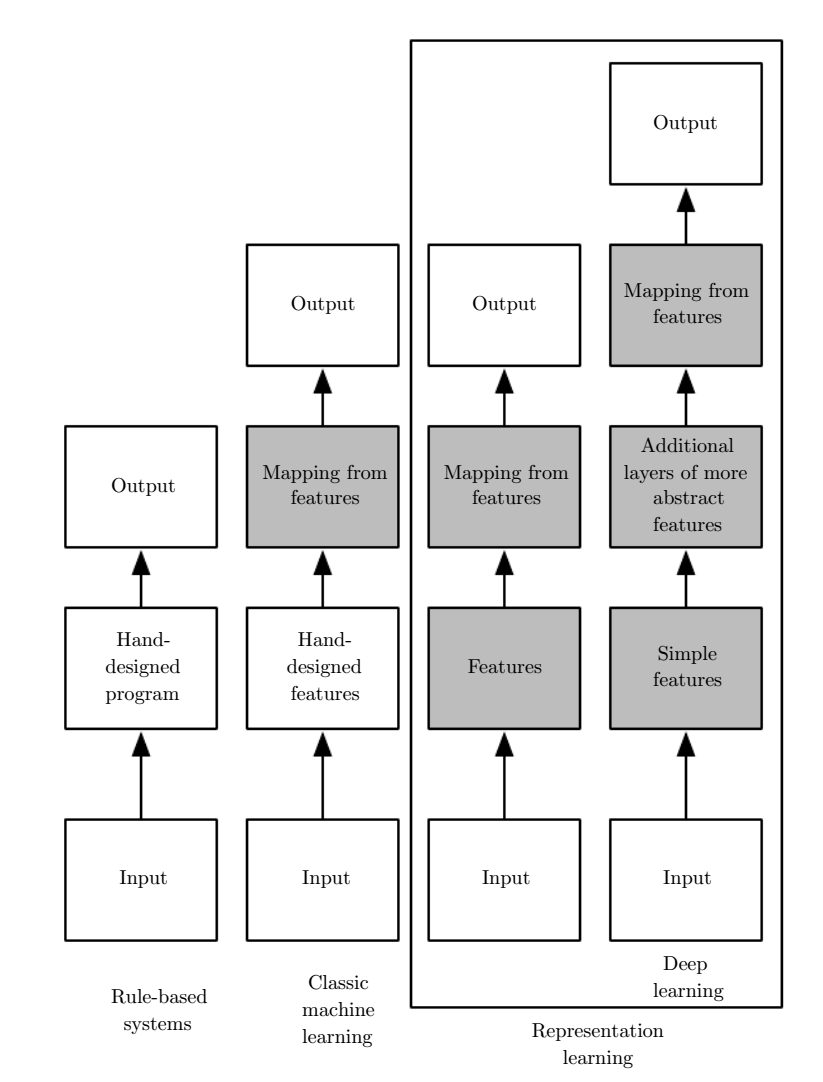 Output
Mapping from
features
Output
Output
Additional
layers of more
abstract
features
Mapping from
features
Mapping from
features
Output
Simple
features
Features
Hand-
designed
features
Hand-
designed
program
Input
Input
Input
Input
Deep
learning
Classic
machine
learning
Rule-based
systems
Representation
learning